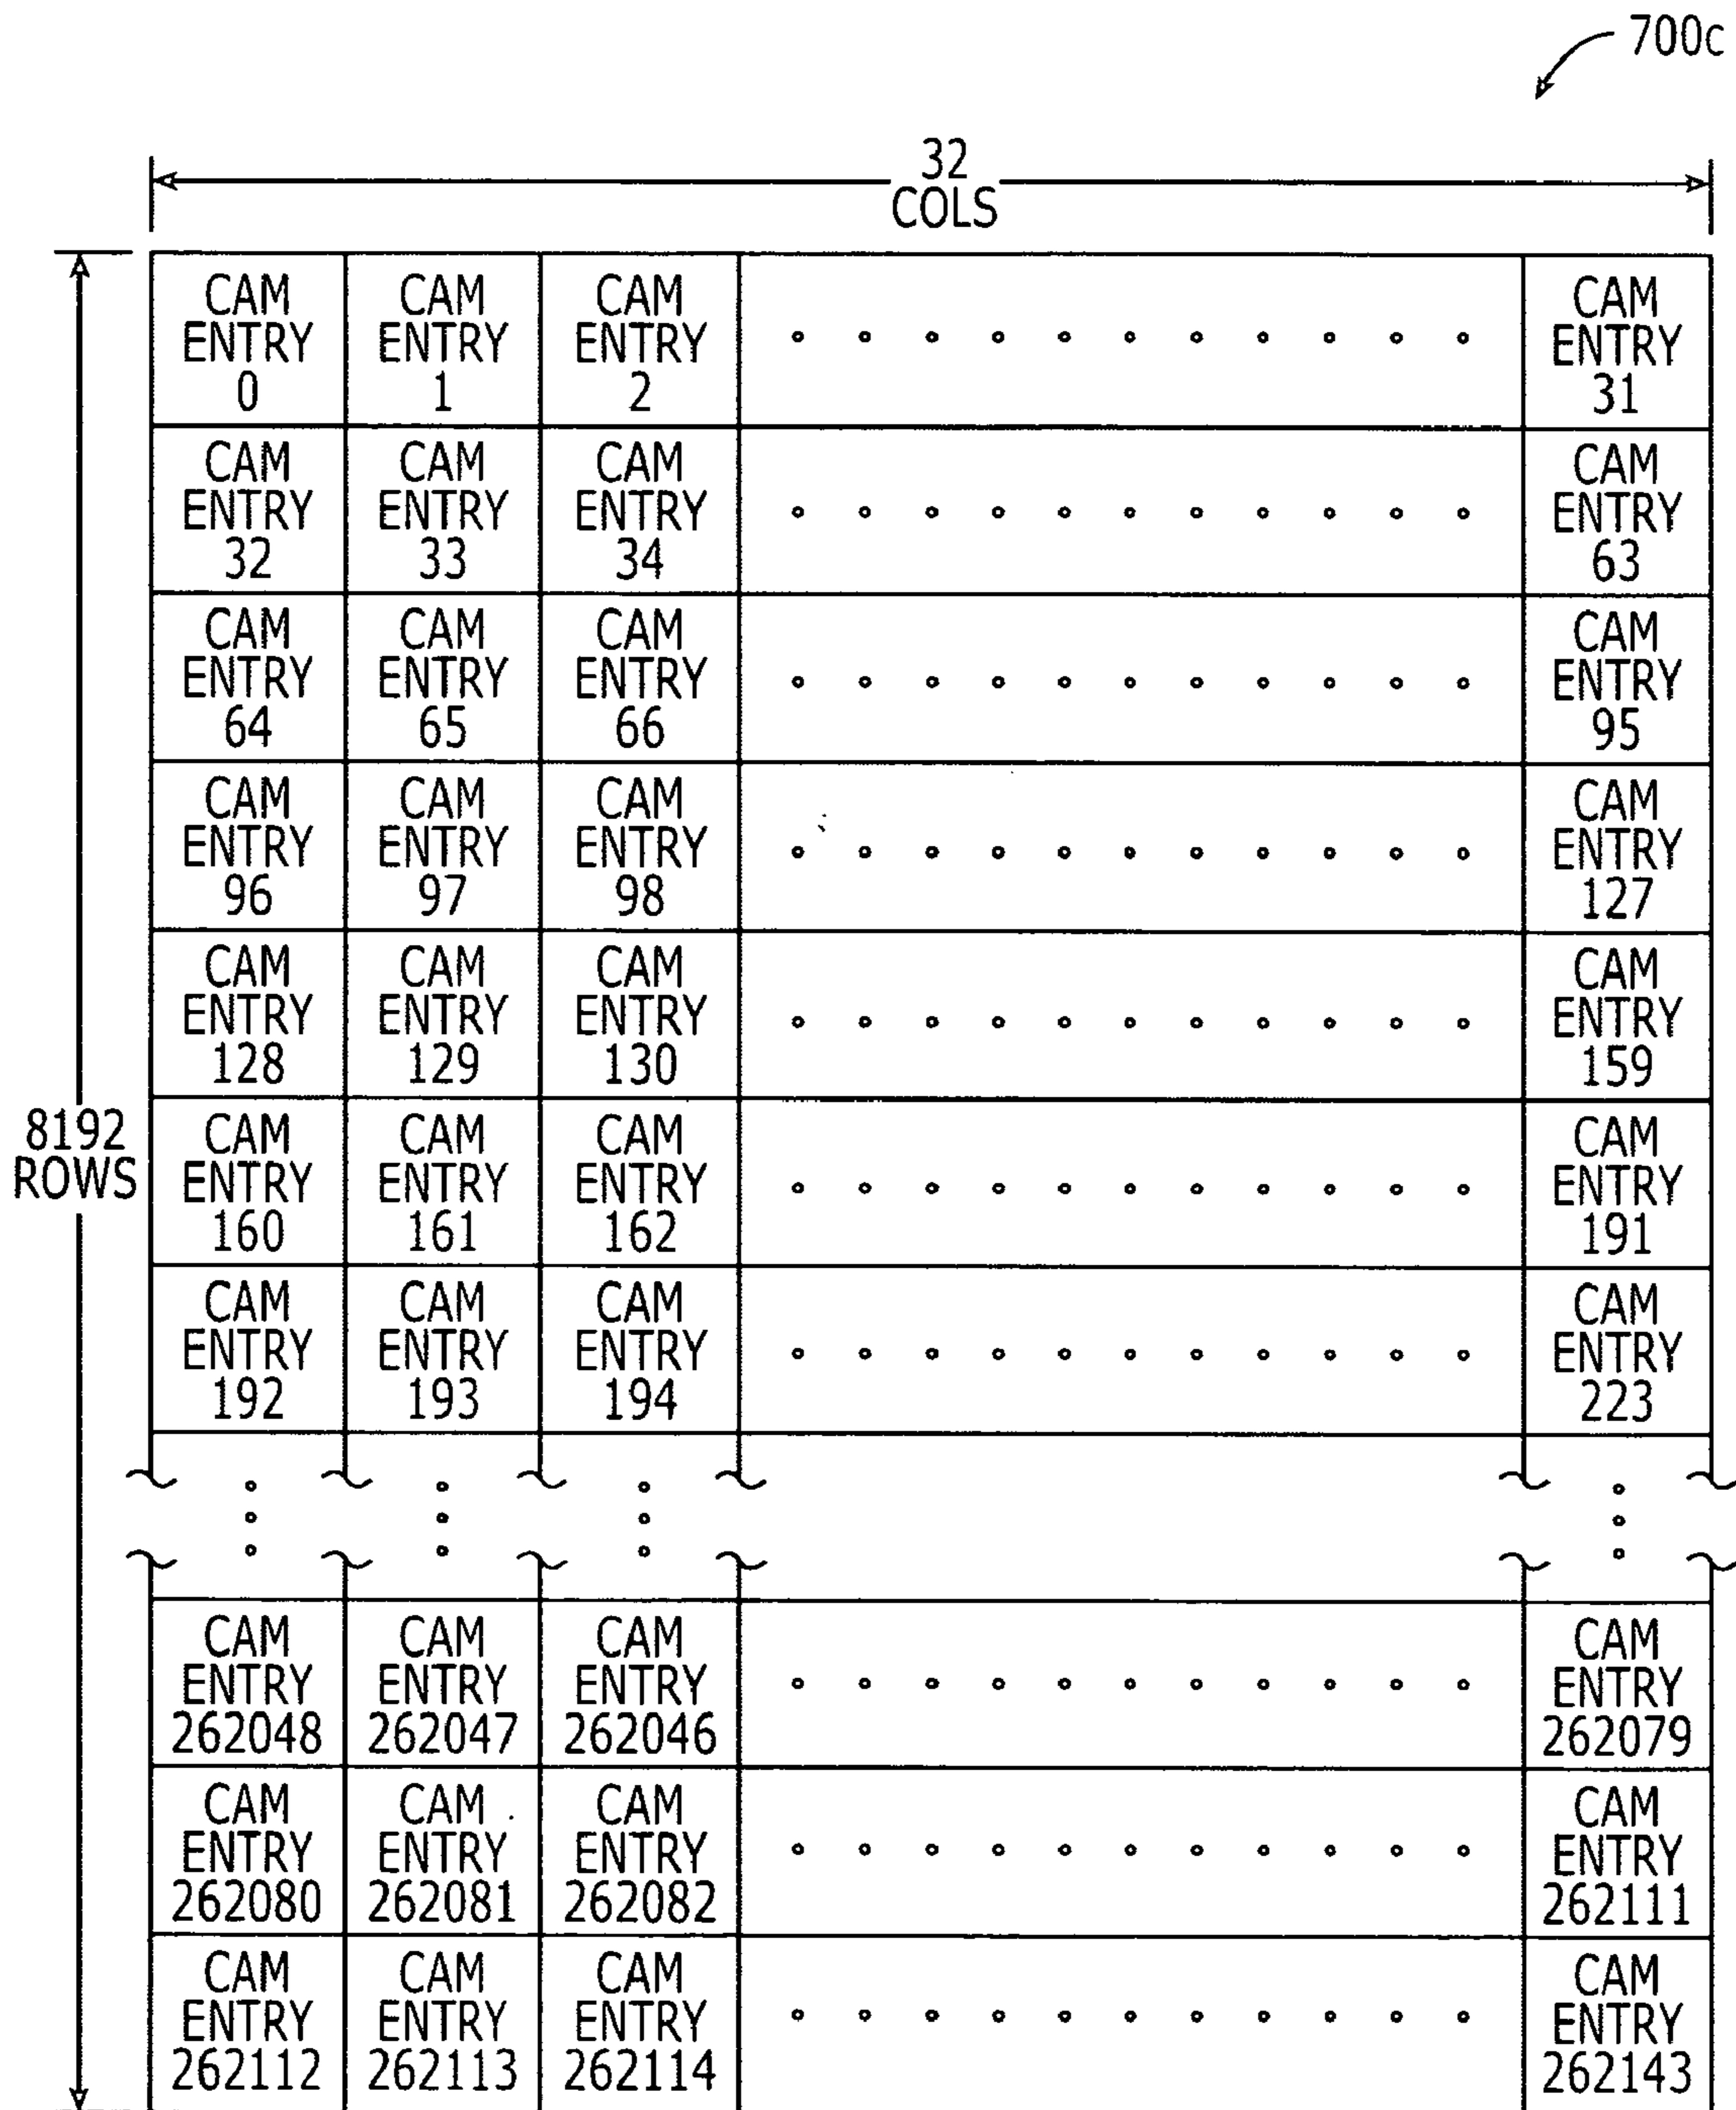 700c
32
COLS
8192
ROWS
CAM ENTRY 0
CAM ENTRY 1
CAM ENTRY 2
CAM ENTRY 31
CAM ENTRY 32
CAM ENTRY 33
CAM ENTRY 34
CAM ENTRY 63
CAM ENTRY 64
CAM ENTRY 65
CAM ENTRY 66
CAM ENTRY 95
CAM ENTRY 96
CAM ENTRY 97
CAM ENTRY 98
CAM ENTRY 127
CAM ENTRY 128
CAM ENTRY 129
CAM ENTRY 130
CAM ENTRY 159
CAM ENTRY 160
CAM ENTRY 161
CAM ENTRY 162
CAM ENTRY 191
CAM ENTRY 192
CAM ENTRY 193
CAM ENTRY 194
CAM ENTRY 223
CAM ENTRY 262048
CAM ENTRY 262047
CAM ENTRY 262046
CAM ENTRY 262079
CAM ENTRY 262080
CAM ENTRY 262081
CAM ENTRY 262082
CAM ENTRY 262111
CAM ENTRY 262112
CAM ENTRY 262113
CAM ENTRY 262114
CAM ENTRY 262143